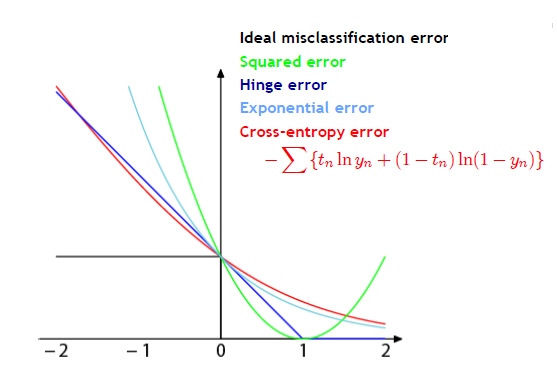 Ideal misclassification error
Squared error
Hinge error
Exponential error
Cross-entropy error
− ∑ {tₙ ln yₙ + (1 − tₙ) ln(1 − yₙ)}
−2 −1 0 1 2